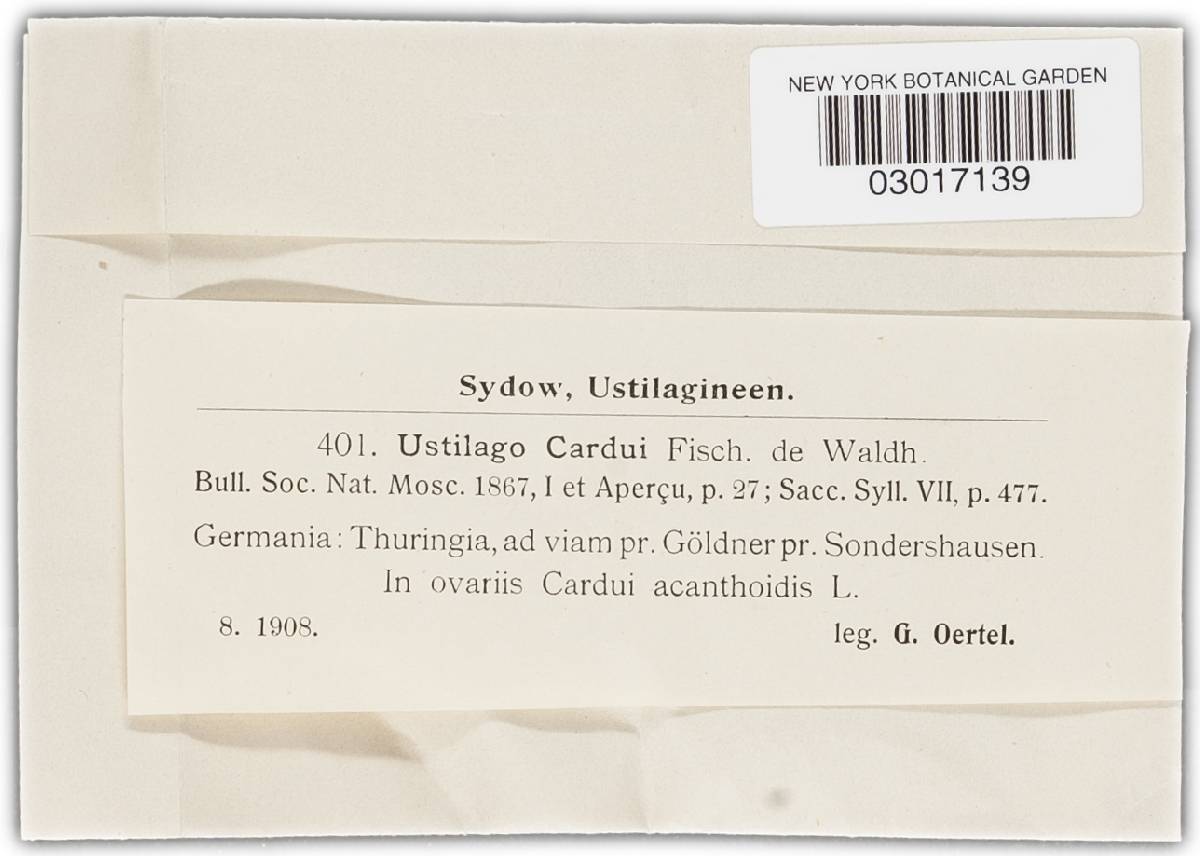 NEW YORK BOTANICAL GARDEN
03017139
Sydow, Ustilagineen.
401. Ustilago Cardui Fisch. de Waldh.
Bull. Soc. Nat. Mosc. 1867, I et Aperçu, p. 27; Sacc. Syll. VII, p. 477.
Germania: Thuringia, ad viam pr. Göldner pr. Sondershausen.
In ovariis Cardui acanthoidis L.
8. 1908. leg. G. Oertel.